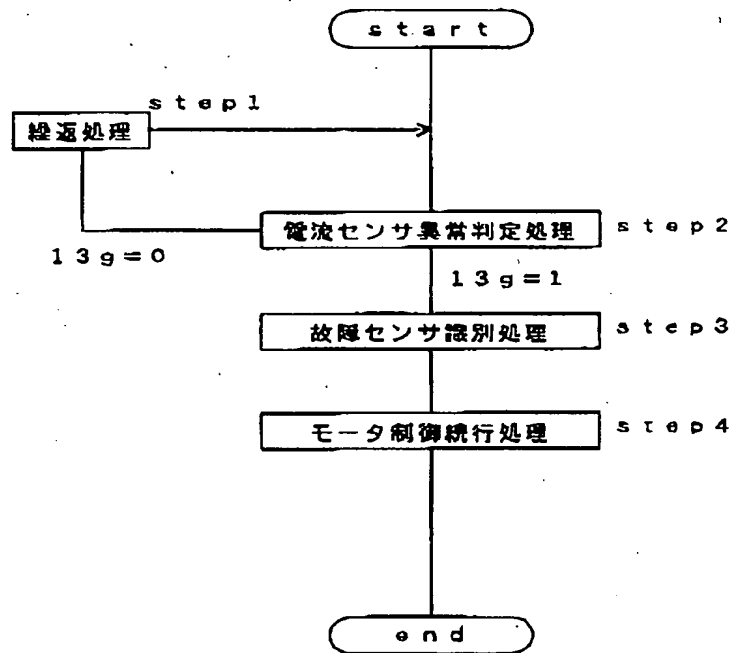 start
step1
繰返処理
電流センサ異常判定処理 step2
13g=0
13g=1
故障センサ識別処理 step3
モータ制御続行処理 step4
end